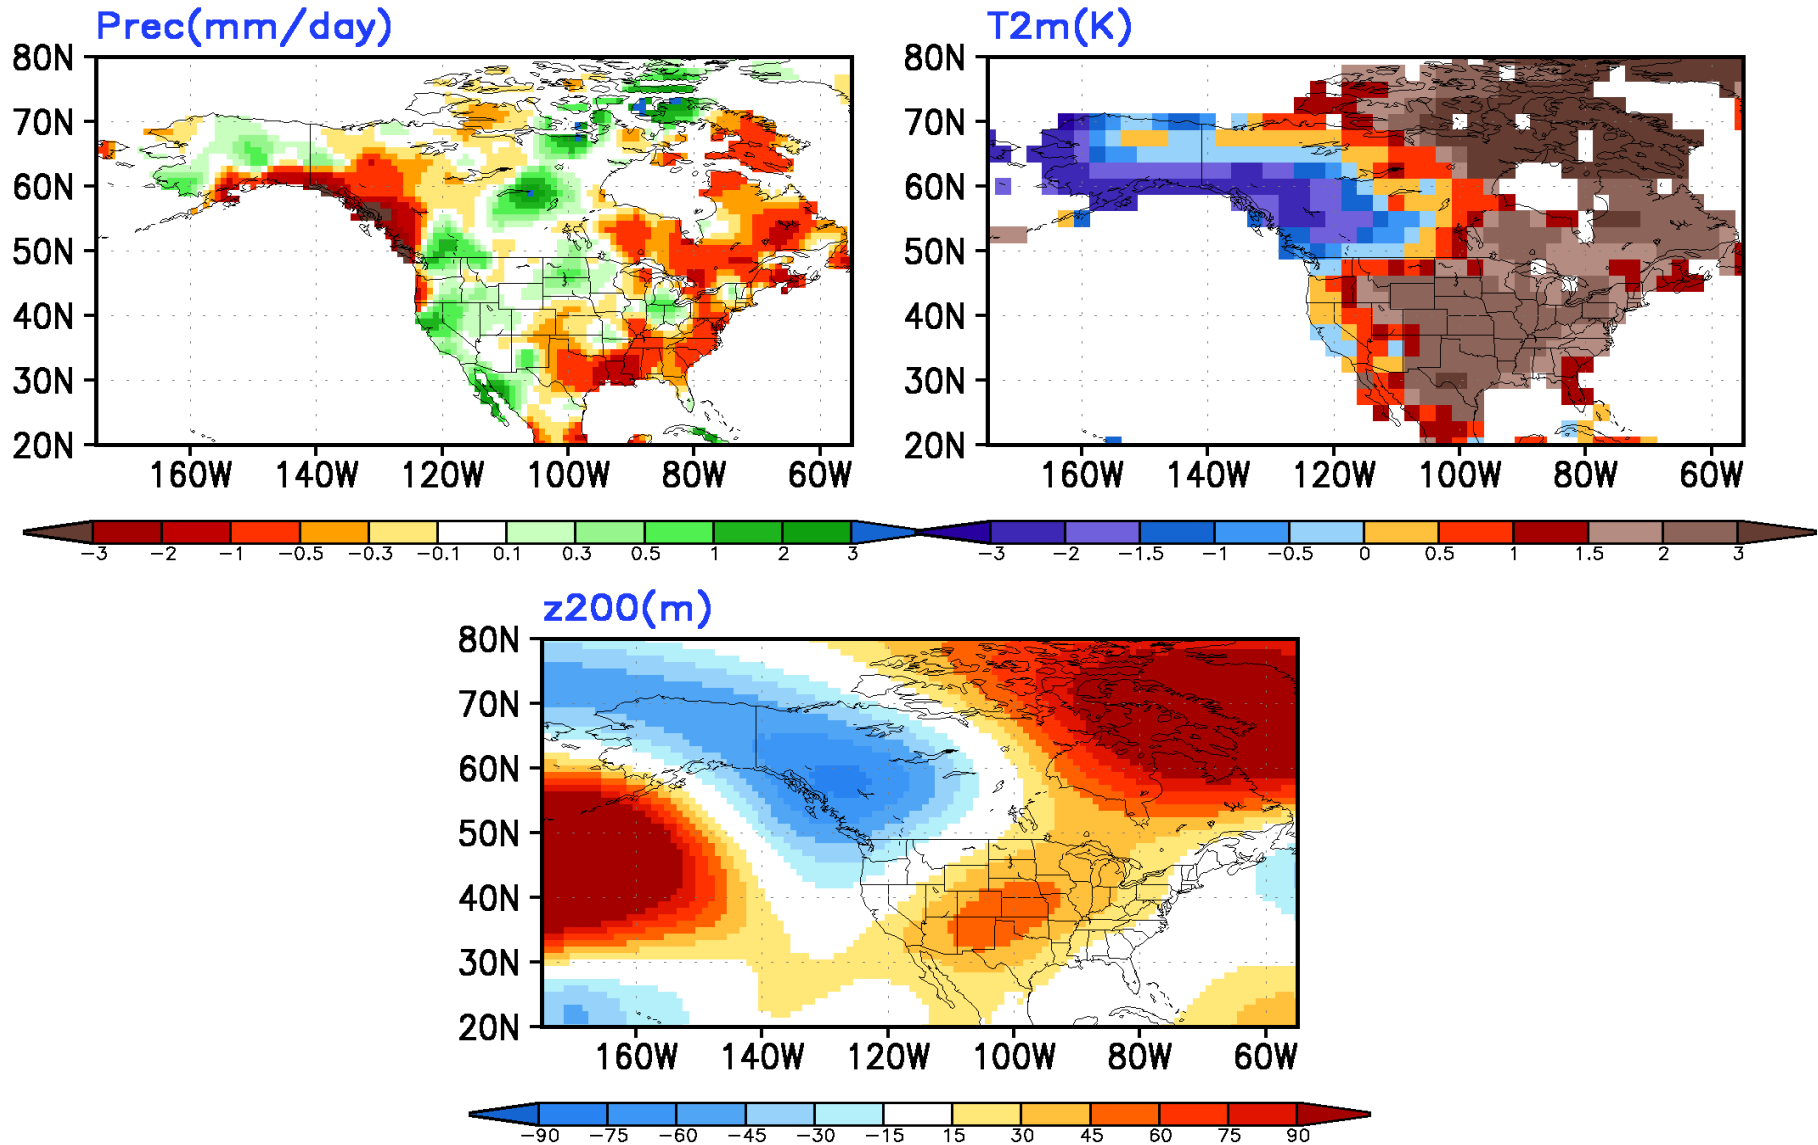 Prec(mm/day)
80N
70N
60N
50N
40N
30N
20N
160W 140W 120W 100W 80W 60W
-3 -2 -1 -0.5 -0.3 -0.1 0.1 0.3 0.5 1 2 3
T2m(K)
80N
70N
60N
50N
40N
30N
20N
160W 140W 120W 100W 80W 60W
-3 -2 -1.5 -1 -0.5 0 0.5 1 1.5 2 3
z200(m)
80N
70N
60N
50N
40N
30N
20N
160W 140W 120W 100W 80W 60W
-90 -75 -60 -45 -30 -15 15 30 45 60 75 90